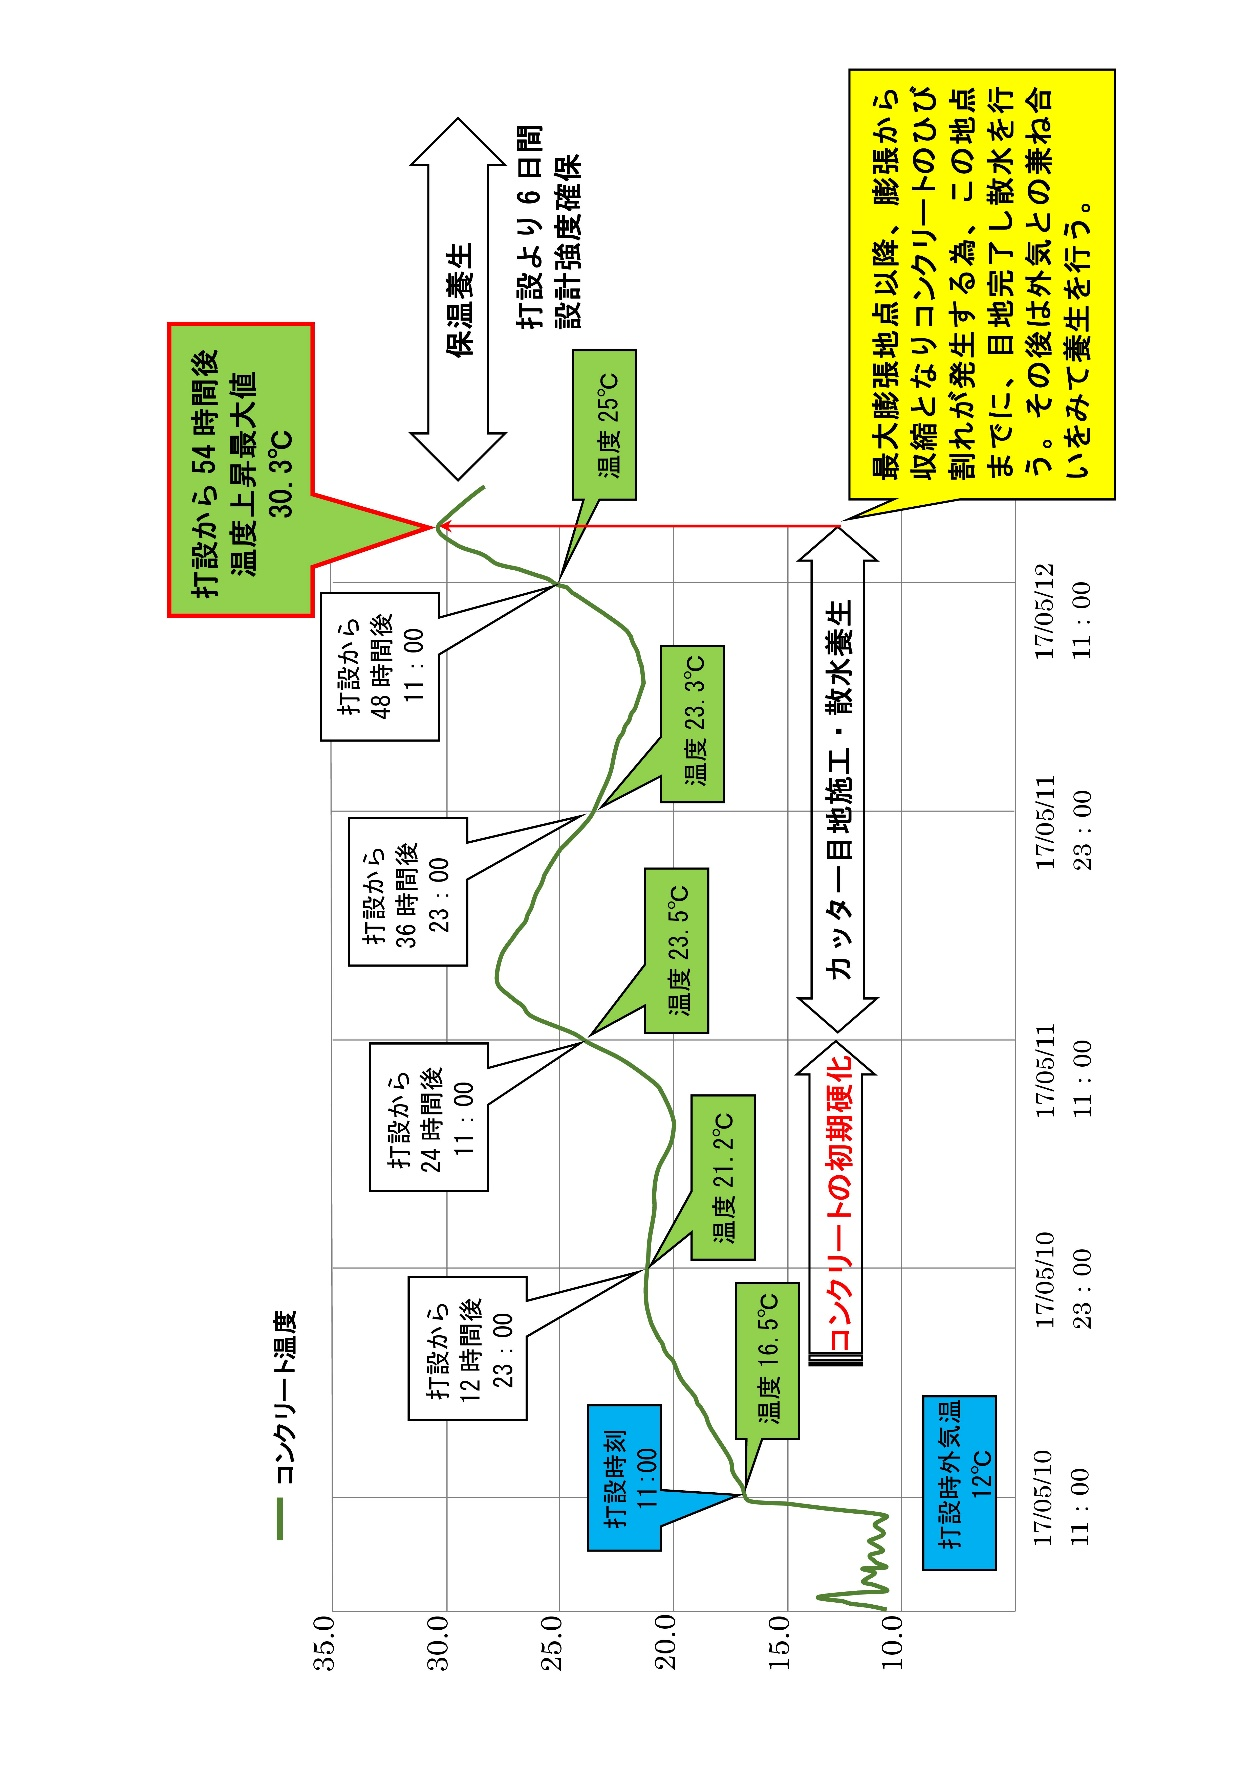 コンクリート温度
打設から 54 時間後
温度上昇最大値
30.3℃
保温養生
打設より 6 日間
設計強度確保
打設から
48 時間後
11：00
打設から
36 時間後
23：00
打設から
24 時間後
11：00
打設から
12 時間後
23：00
打設時刻
11:00
温度 16.5℃
温度 21.2℃
温度 23.5℃
温度 23.3℃
温度 25℃
コンクリートの初期硬化
カッター目地施工・散水養生
打設時外気温
12℃
最大膨張地点以降、膨張から
収縮となりコンクリートのひび
割れが発生する為、この地点
までに、目地完了し散水を行
う。その後は外気との兼ね合
いをみて養生を行う。
35.0
30.0
25.0
20.0
15.0
10.0
17/05/10
11：00
17/05/10
23：00
17/05/11
11：00
17/05/11
23：00
17/05/12
11：00